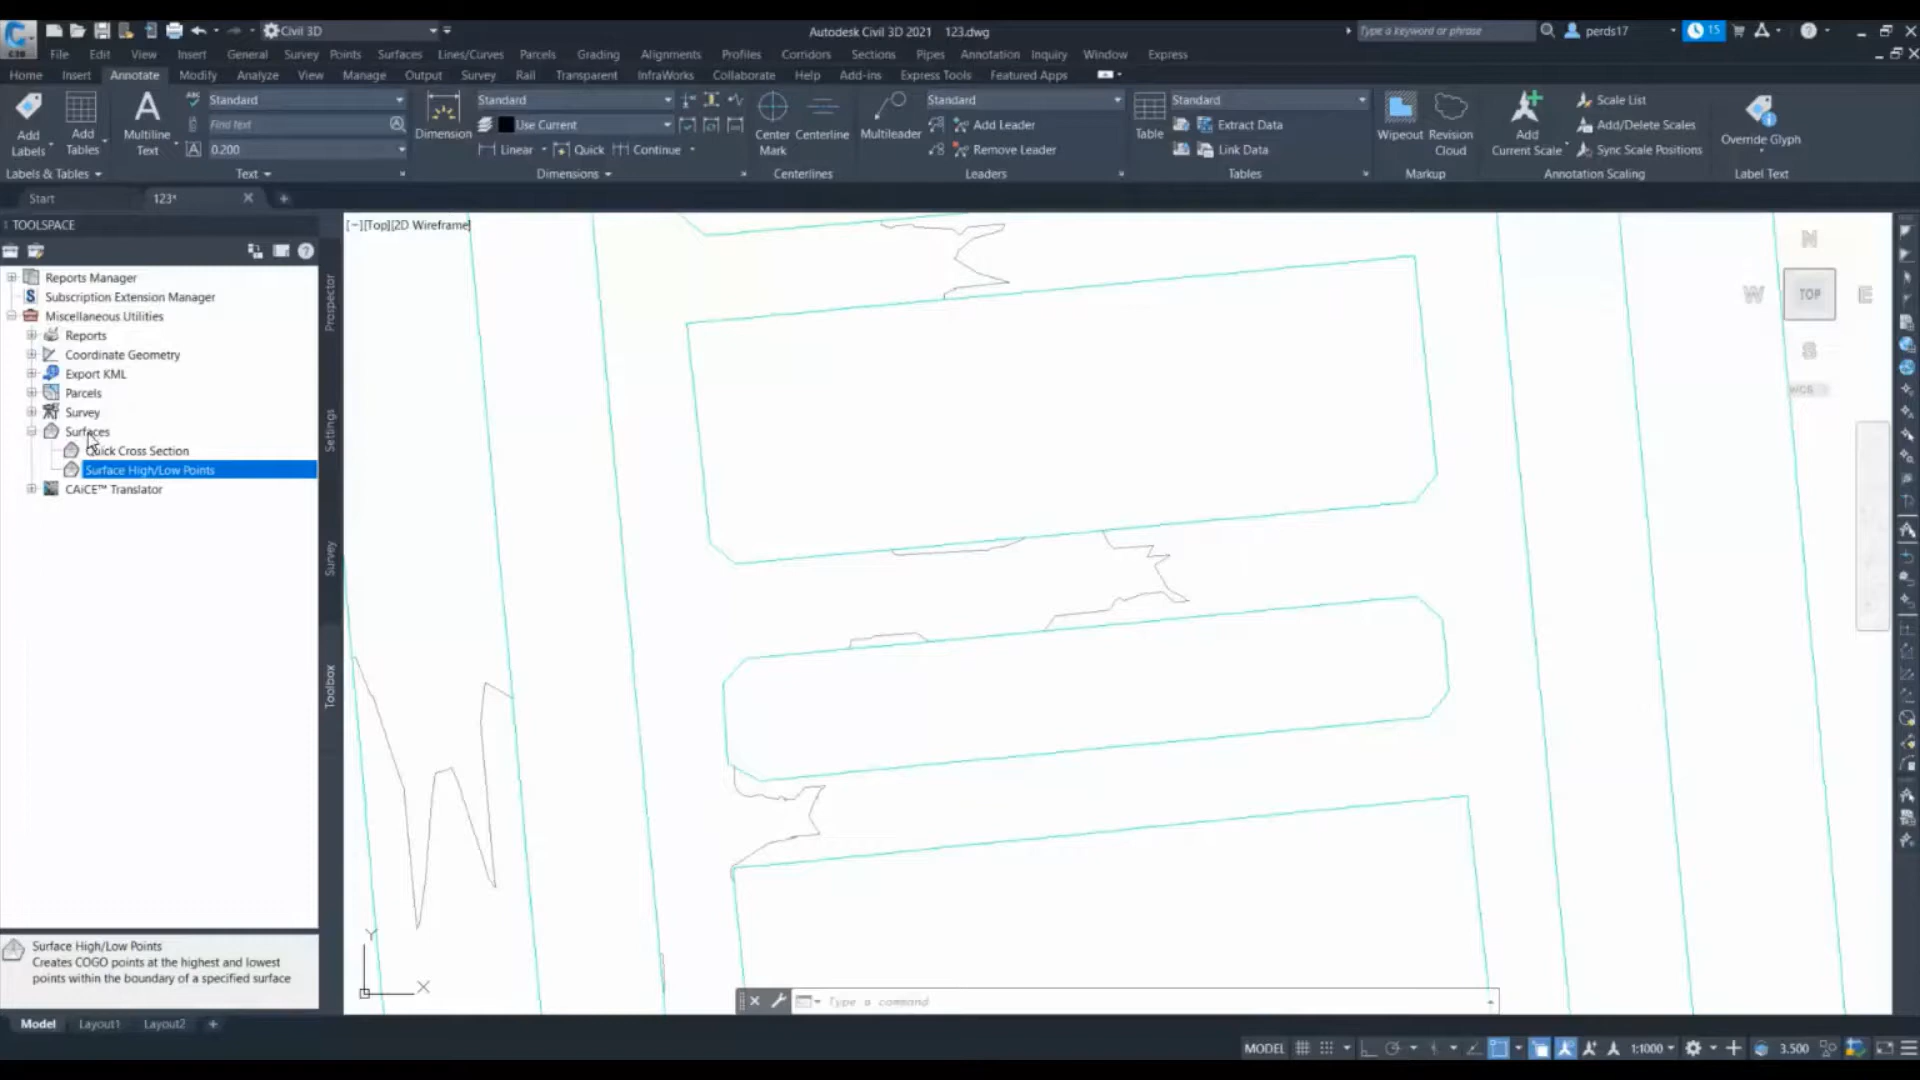 C3D
Civil 3D
Autodesk Civil 3D 2021 123.dwg
Type a keyword or phrase
perds17
15
File Edit View Insert General Survey Points Surfaces Lines/Curves Parcels Grading Alignments Profiles Corridors Sections Pipes Annotation Inquiry Window Express
Home Insert Annotate Modify Analyze View Manage Output Survey Rail Transparent InfraWorks Collaborate Help Add-ins Express Tools Featured Apps
Add Labels
Add Tables
Labels & Tables
Multiline Text
Standard
Find text
0.200
Text
Dimension
Standard
Use Current
Linear Quick Continue
Dimensions
Center Mark
Centerline
Centerlines
Multileader
Standard
Add Leader
Remove Leader
Leaders
Table
Standard
Extract Data
Link Data
Tables
Wipeout
Revision Cloud
Markup
Add Current Scale
Scale List
Add/Delete Scales
Sync Scale Positions
Annotation Scaling
Override Glyph
Label Text
Start
123*
TOOLSPACE
Reports Manager
Subscription Extension Manager
Miscellaneous Utilities
Reports
Coordinate Geometry
Export KML
Parcels
Survey
Surfaces
Quick Cross Section
Surface High/Low Points
CAiCE™ Translator
Prospector
Settings
Survey
Toolbox
Surface High/Low Points
Creates COGO points at the highest and lowest
points within the boundary of a specified surface
[−][Top][2D Wireframe]
N
W TOP E
S
WCS
Y
X
Type a command
Model Layout1 Layout2
MODEL 1:1000 3.500